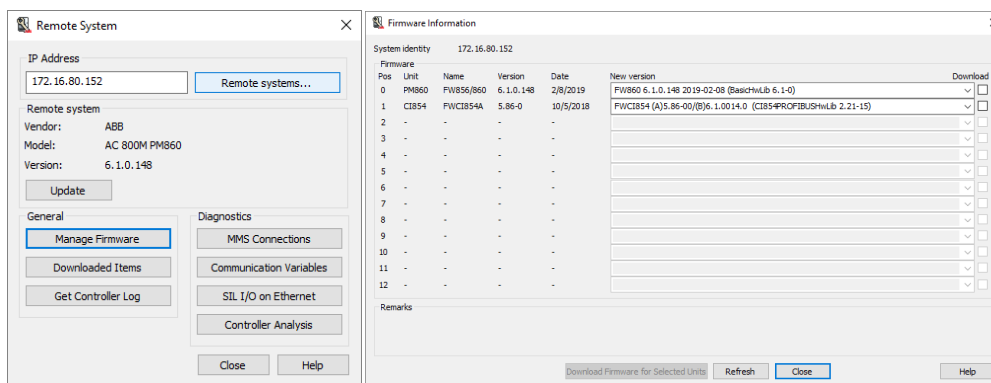 Remote System
IP Address
172.16.80.152
Remote systems...
Remote system
Vendor: ABB
Model: AC 800M PM860
Version: 6.1.0.148
Update
General
Manage Firmware
Downloaded Items
Get Controller Log
Diagnostics
MMS Connections
Communication Variables
SIL I/O on Ethernet
Controller Analysis
Close Help
Firmware Information
System identity 172.16.80.152
Firmware
Pos Unit Name Version Date New version Download
0 PM860 FW856/860 6.1.0.148 2/8/2019 FW860 6.1.0.148 2019-02-08 (BasicHwLib 6.1-0)
1 CI854 FWCI854A 5.86-0 10/5/2018 FWCI854 (A)5.86-00/(B)6.1.0014.0 (CI854PROFIBUSHwLib 2.21-15)
2 - - - -
3 - - - -
4 - - - -
5 - - - -
6 - - - -
7 - - - -
8 - - - -
9 - - - -
10 - - - -
11 - - - -
12 - - - -
Remarks
Download Firmware for Selected Units Refresh Close Help